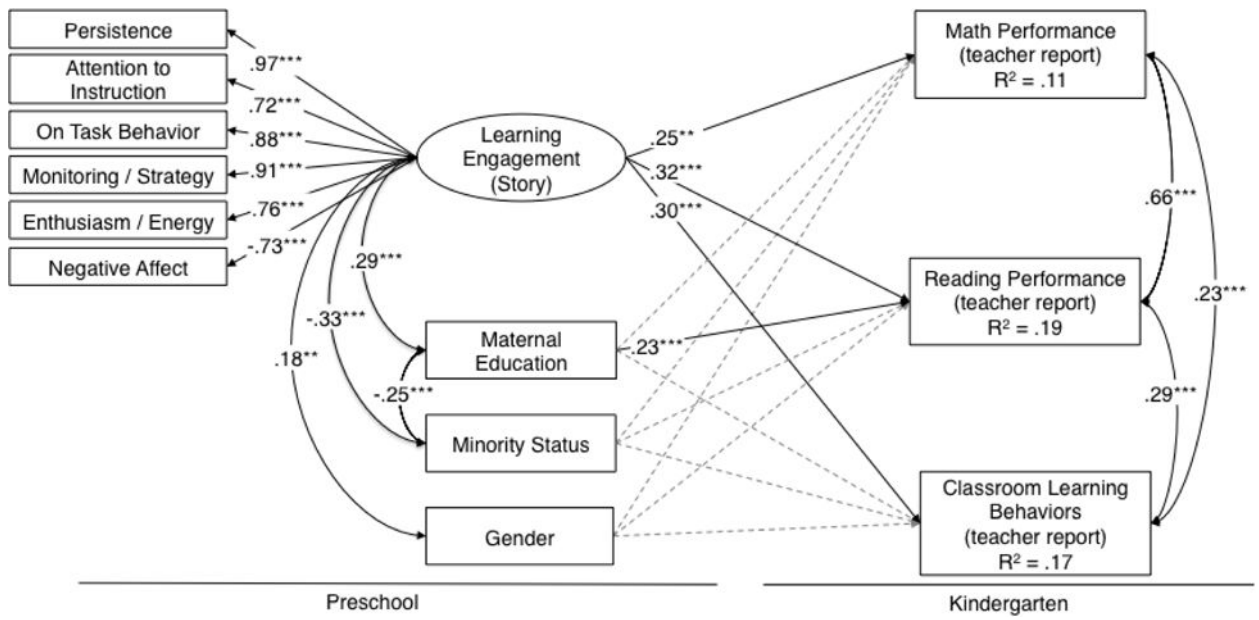 Persistence
Attention to
Instruction
On Task Behavior
Monitoring / Strategy
Enthusiasm / Energy
Negative Affect
.97***
.72***
.88***
.91***
.76***
-.73***
Learning
Engagement
(Story)
.29***
-.33***
.18**
-.25***
Maternal
Education
Minority Status
Gender
.25**
.32***
.30***
.23***
Math Performance
(teacher report)
R² = .11
Reading Performance
(teacher report)
R² = .19
Classroom Learning
Behaviors
(teacher report)
R² = .17
.66***
.23***
.29***
Preschool
Kindergarten